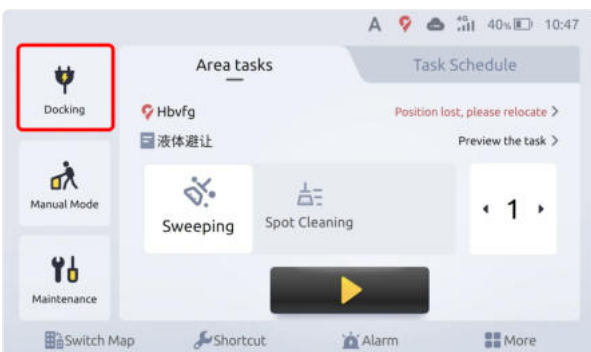 A 4G 40% 10:47
Area tasks Task Schedule
Docking
Hbvfg Position lost, please relocate >
液体避让 Preview the task >
Manual Mode
Sweeping Spot Cleaning 1
Maintenance
Switch Map Shortcut Alarm More